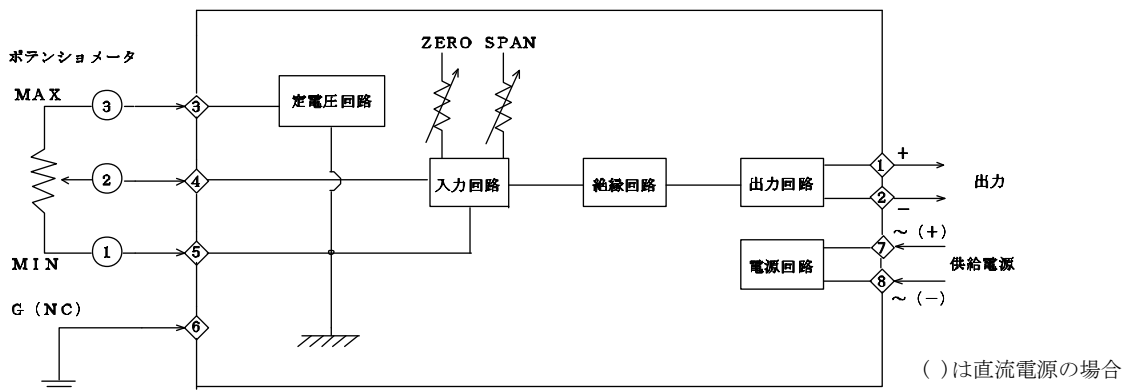 ポテンショメータ
MAX
③
3
定電圧回路
ZERO SPAN
②
4
入力回路
絶縁回路
出力回路
1
+
2
−
出力
MIN
①
5
電源回路
7
～(+)
8
～(−)
供給電源
G(NC)
6
( )は直流電源の場合